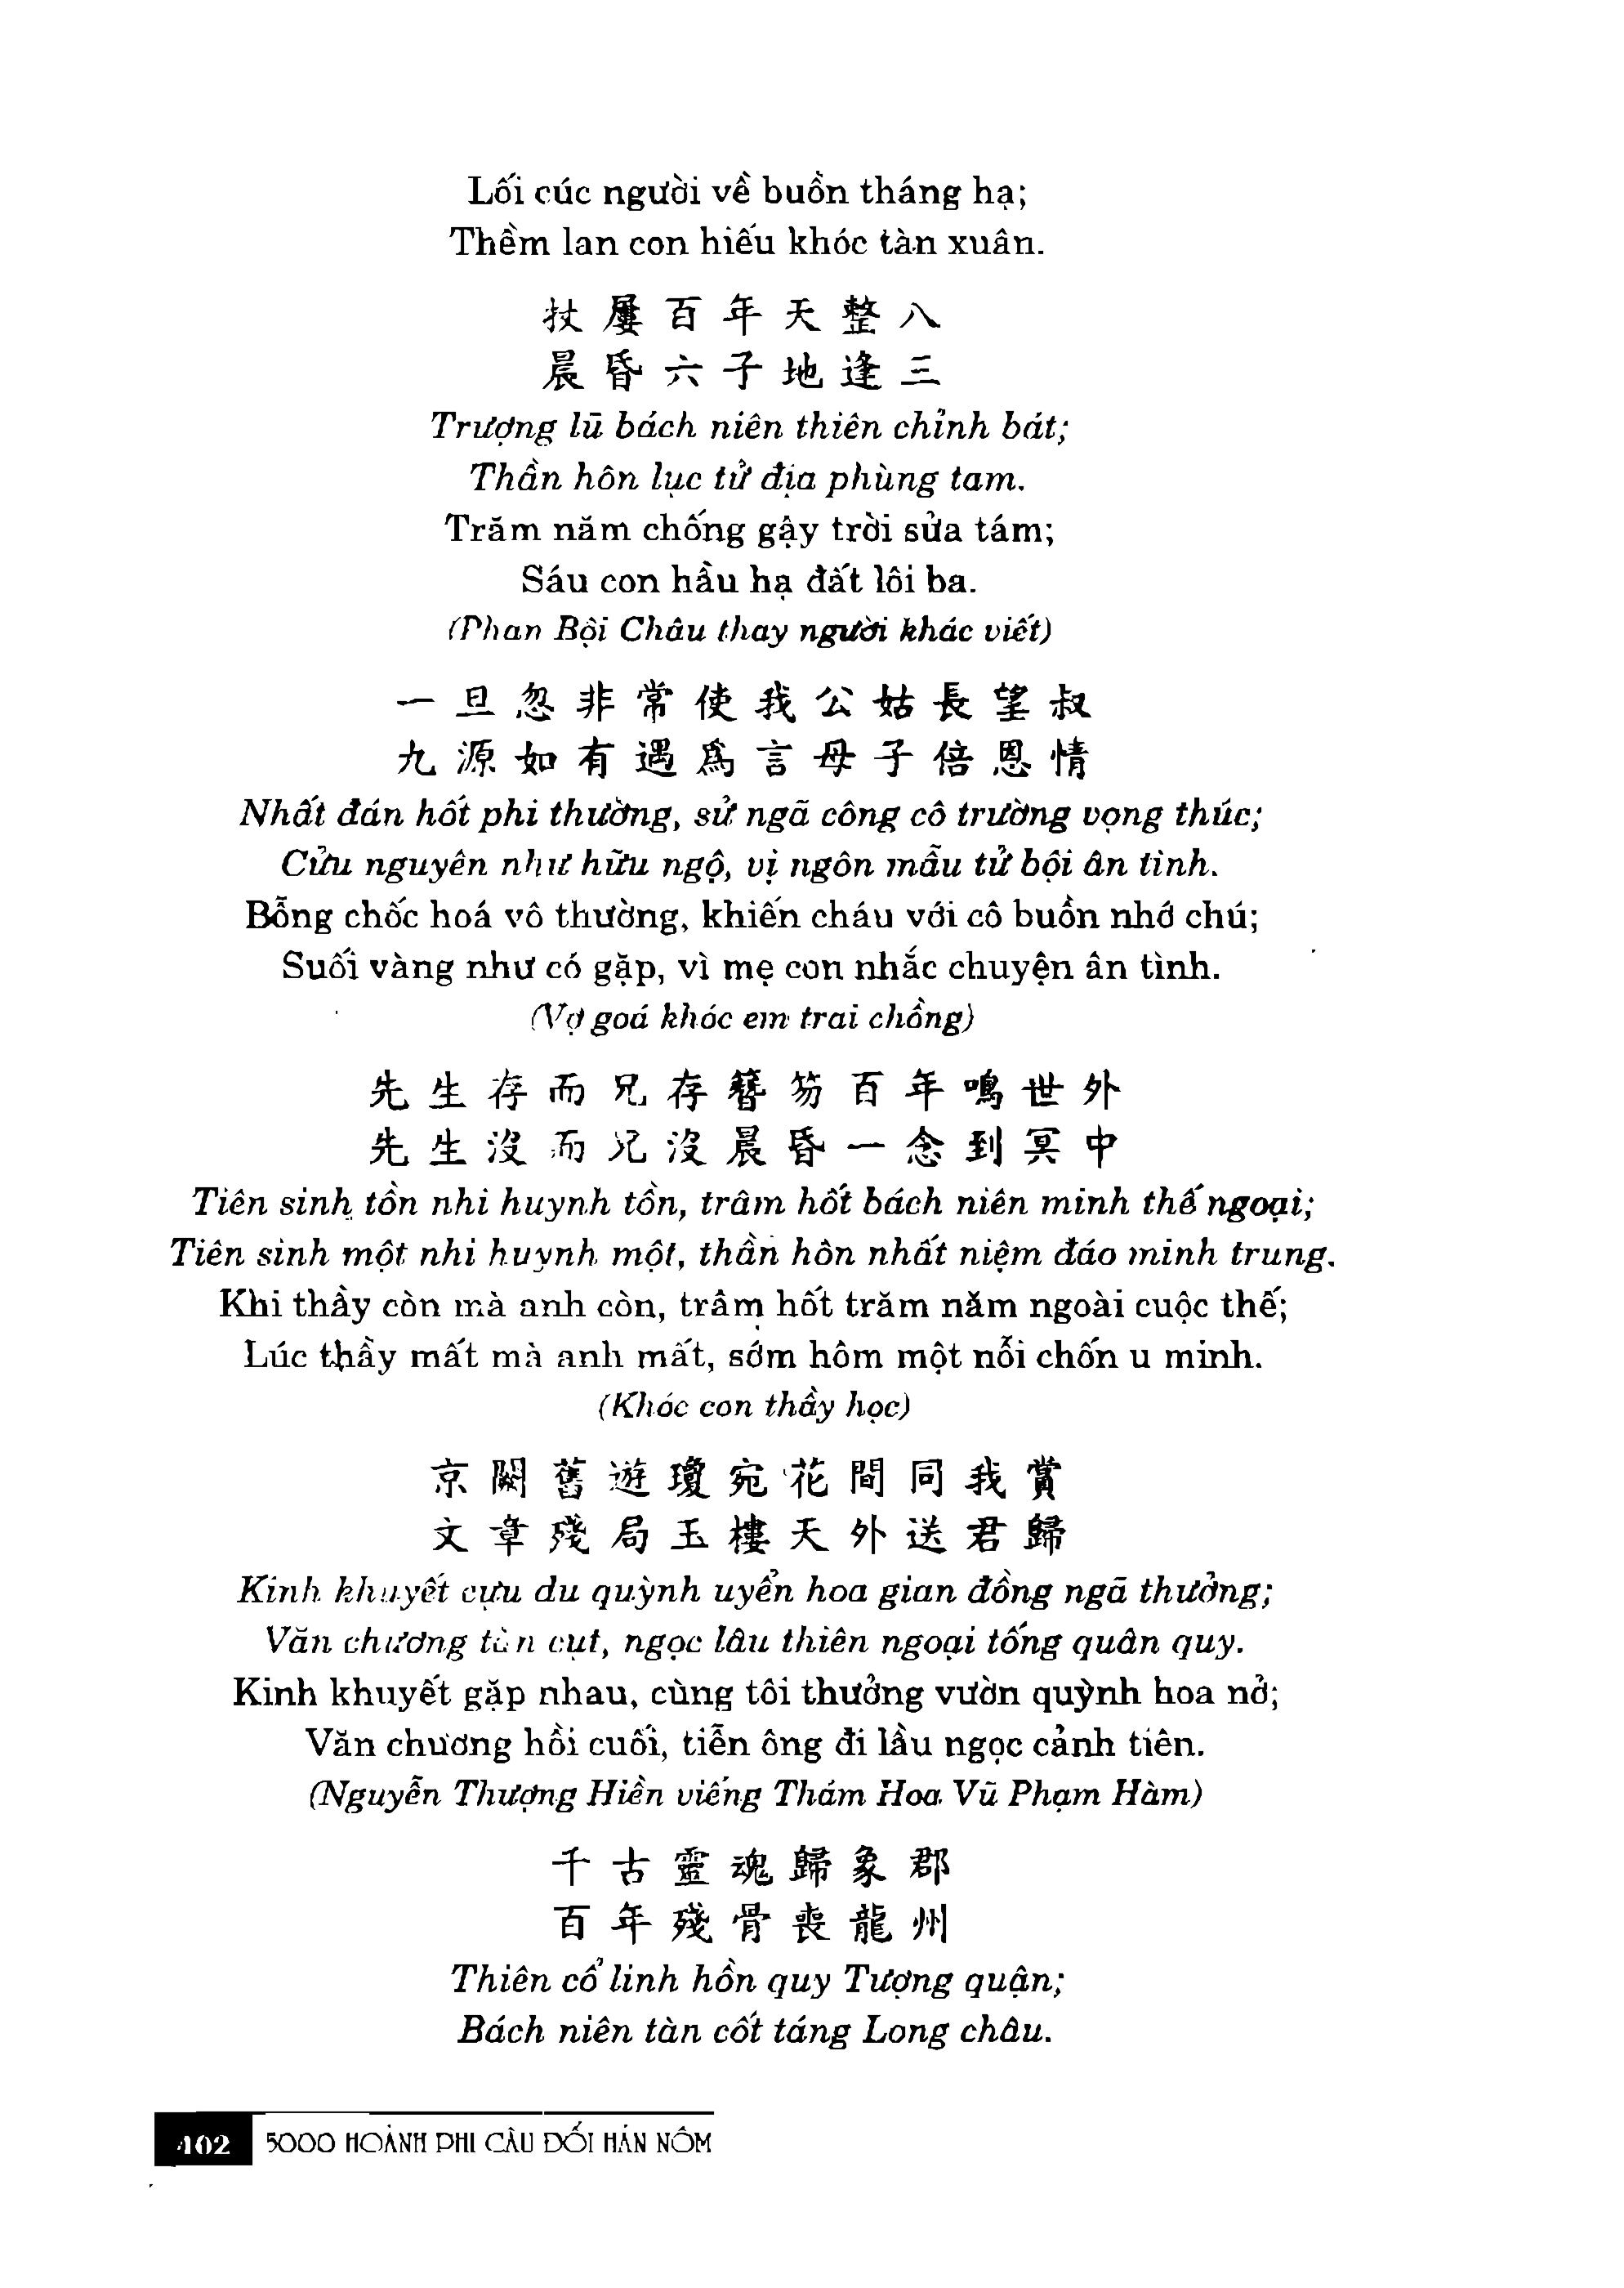 Lối cúc người về buồn tháng hạ;
Thềm lan con hiếu khóc tàn xuân.
杖屨百年天整八
晨昏六子地逢三
Trượng lũ bách niên thiên chỉnh bát;
Thần hôn lục tử địa phùng tam.
Trăm năm chống gậy trời sửa tám;
Sáu con hầu hạ đất lôi ba.
(Phan Bội Châu thay người khác viết)
一旦忽非常使我公姑長望叔
九源如有遇爲言母子倍恩情
Nhất đán hốt phi thường, sử ngã công cô trường vọng thúc;
Cửu nguyên như hữu ngộ, vị ngôn mẫu tử bội ân tình.
Bỗng chốc hoá vô thường, khiến cháu với cô buồn nhớ chú;
Suối vàng như có gặp, vì mẹ con nhắc chuyện ân tình.
(Vợ goá khóc em trai chồng)
先生存而兄存簪笏百年鳴世外
先生沒而兄沒晨昏一念到冥中
Tiên sinh tồn nhi huynh tồn, trâm hốt bách niên minh thế ngoại;
Tiên sinh một nhi huynh một, thần hôn nhất niệm đáo minh trung.
Khi thầy còn mà anh còn, trâm hốt trăm năm ngoài cuộc thế;
Lúc thầy mất mà anh mất, sớm hôm một nỗi chốn u minh.
(Khóc con thầy học)
京闕舊遊瓊宛花間同我賞
文章殘局玉樓天外送君歸
Kinh khuyết cựu du quỳnh uyển hoa gian đồng ngã thưởng;
Văn chương tàn cụt, ngọc lâu thiên ngoại tống quân quy.
Kinh khuyết gặp nhau, cùng tôi thưởng vườn quỳnh hoa nở;
Văn chương hồi cuối, tiễn ông đi lầu ngọc cảnh tiên.
(Nguyễn Thượng Hiền viếng Thám Hoa Vũ Phạm Hàm)
千古靈魂歸象郡
百年殘骨喪龍州
Thiên cổ linh hồn quy Tượng quận;
Bách niên tàn cốt táng Long châu.
402 5000 HOÀNH PHI CÂU ĐỐI HÁN NÔM